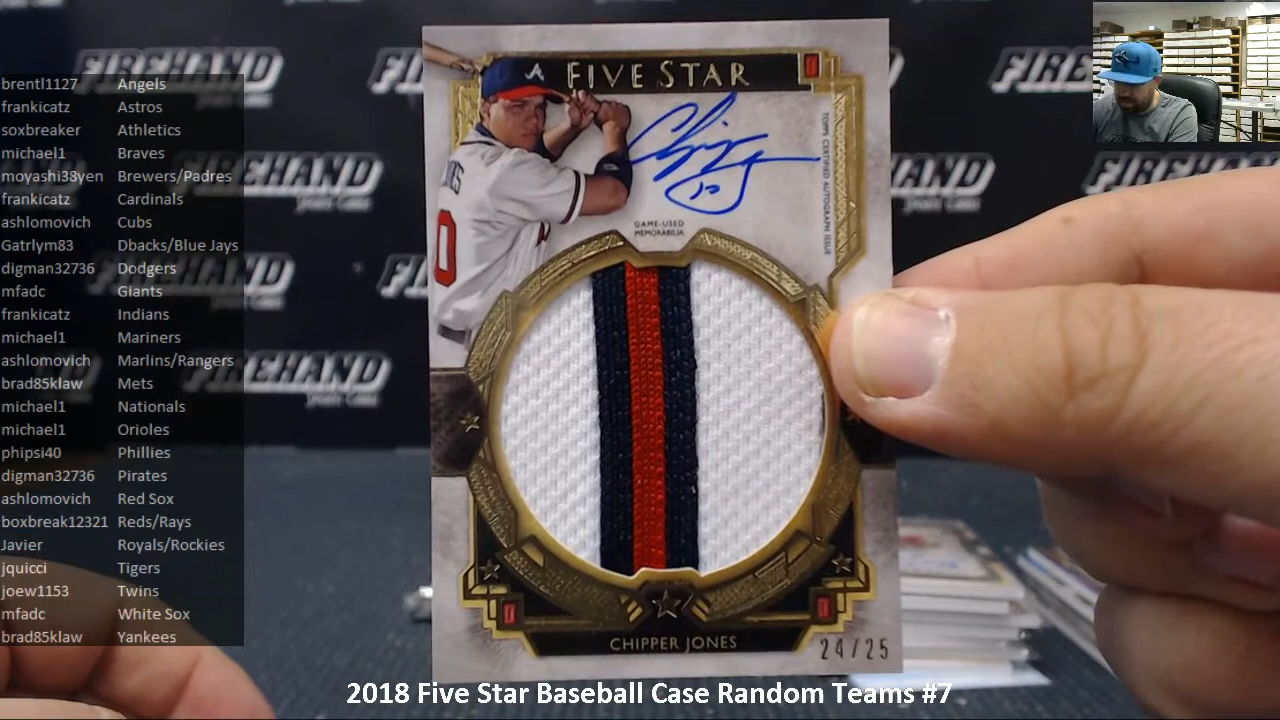 FIREHAND
brentl1127 Angels
frankicatz Astros
soxbreaker Athletics
michael1 Braves
moyashi38yen Brewers/Padres
frankicatz Cardinals
ashlomovich Cubs
Gatrlym83 Dbacks/Blue Jays
digman32736 Dodgers
mfadc Giants
frankicatz Indians
michael1 Mariners
ashlomovich Marlins/Rangers
brad85klaw Mets
michael1 Nationals
michael1 Orioles
phipsi40 Phillies
digman32736 Pirates
ashlomovich Red Sox
boxbreak12321 Reds/Rays
Javier Royals/Rockies
jquicci Tigers
joew1153 Twins
mfadc White Sox
brad85klaw Yankees
A FIVE STAR
TOPPS CERTIFIED AUTOGRAPH ISSUE
GAME-USED
MEMORABILIA
CHIPPER JONES
24/25
2018 Five Star Baseball Case Random Teams #7